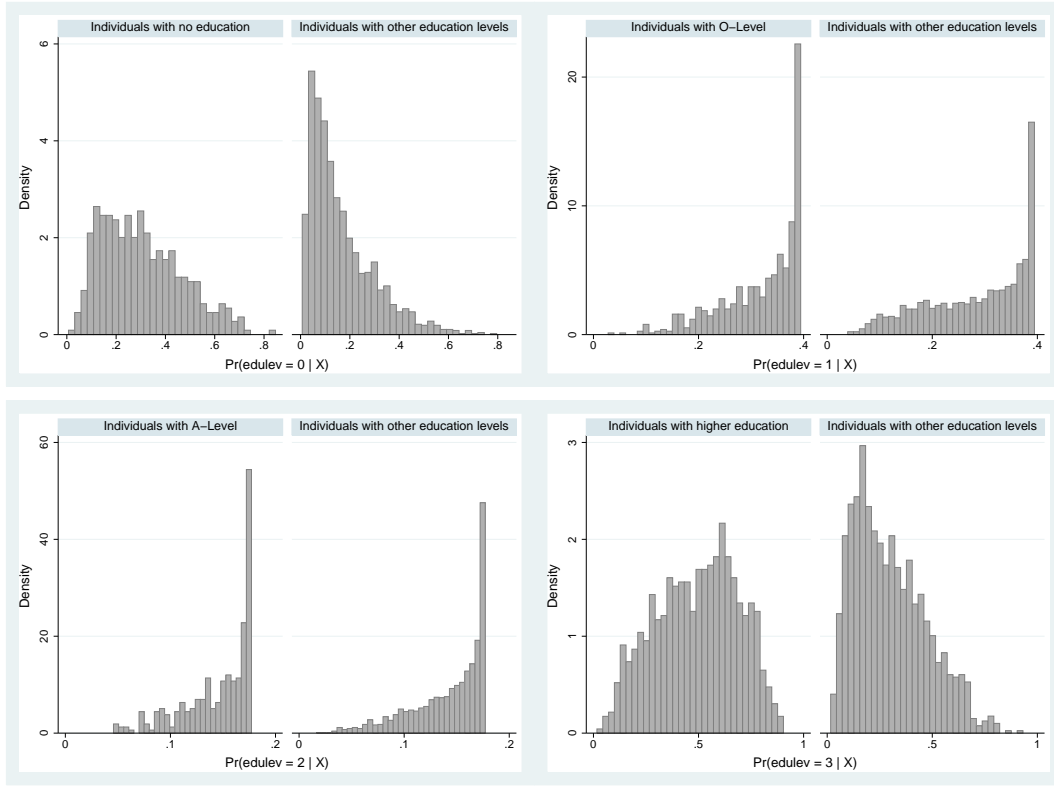 Individuals with no education
Individuals with other education levels
Density
6
4
2
0
0 .2 .4 .6 .8 0 .2 .4 .6 .8
Pr(edulev = 0 | X)
Individuals with O−Level
Individuals with other education levels
Density
20
10
0
0 .2 .4 .2 .4
Pr(edulev = 1 | X)
Individuals with A−Level
Individuals with other education levels
Density
60
40
20
0
0 .1 .2 0 .1 .2
Pr(edulev = 2 | X)
Individuals with higher education
Individuals with other education levels
Density
3
2
1
0
0 .5 1 0 .5 1
Pr(edulev = 3 | X)